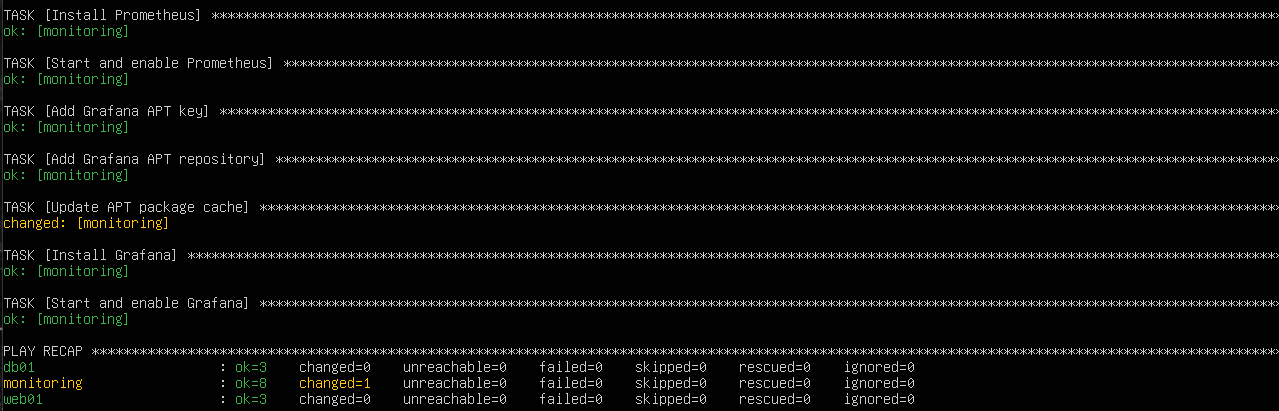 TASK [Install Prometheus] ***********************************************************************************************************************************
ok: [monitoring]
TASK [Start and enable Prometheus] **************************************************************************************************************************
ok: [monitoring]
TASK [Add Grafana APT key] **********************************************************************************************************************************
ok: [monitoring]
TASK [Add Grafana APT repository] ***************************************************************************************************************************
ok: [monitoring]
TASK [Update APT package cache] *****************************************************************************************************************************
changed: [monitoring]
TASK [Install Grafana] **************************************************************************************************************************************
ok: [monitoring]
TASK [Start and enable Grafana] *****************************************************************************************************************************
ok: [monitoring]
PLAY RECAP **************************************************************************************************************************************************
db01                       : ok=3    changed=0    unreachable=0    failed=0    skipped=0    rescued=0    ignored=0
monitoring                 : ok=8    changed=1    unreachable=0    failed=0    skipped=0    rescued=0    ignored=0
web01                      : ok=3    changed=0    unreachable=0    failed=0    skipped=0    rescued=0    ignored=0